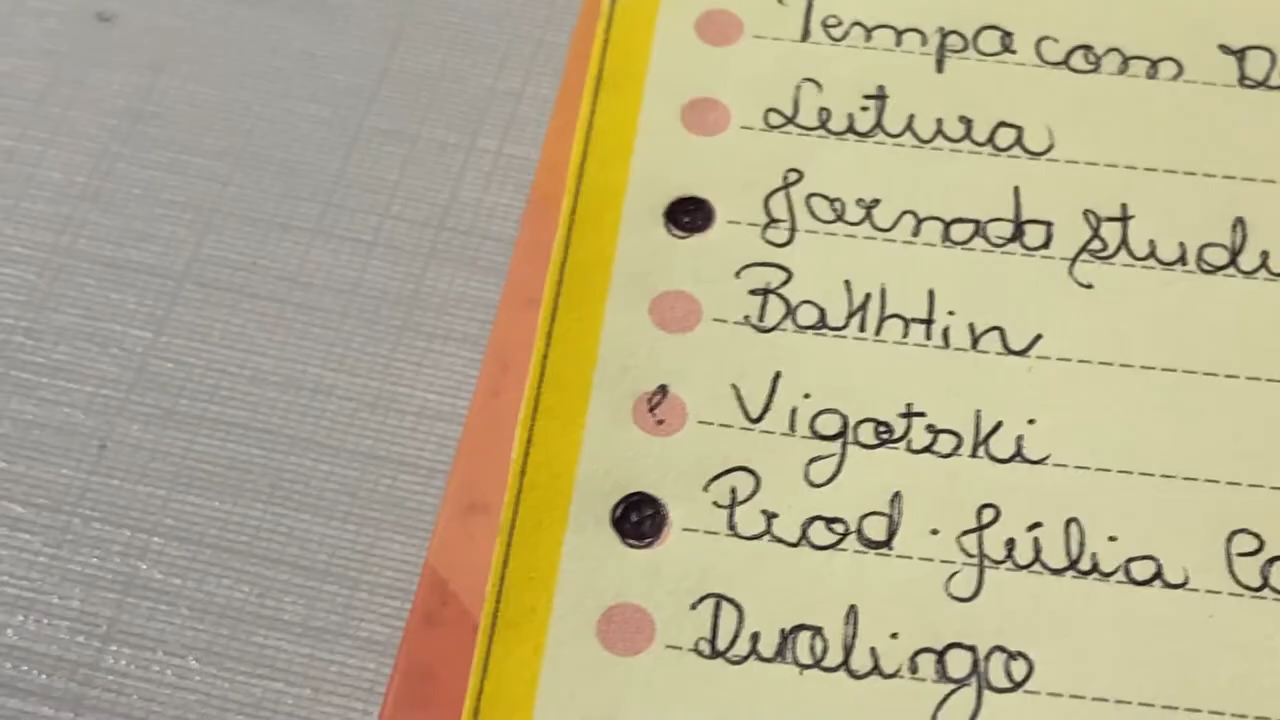 Tempo com
Leitura
Jornada
Bakhtin
Vigotski
Prod. Júlia
Duolingo